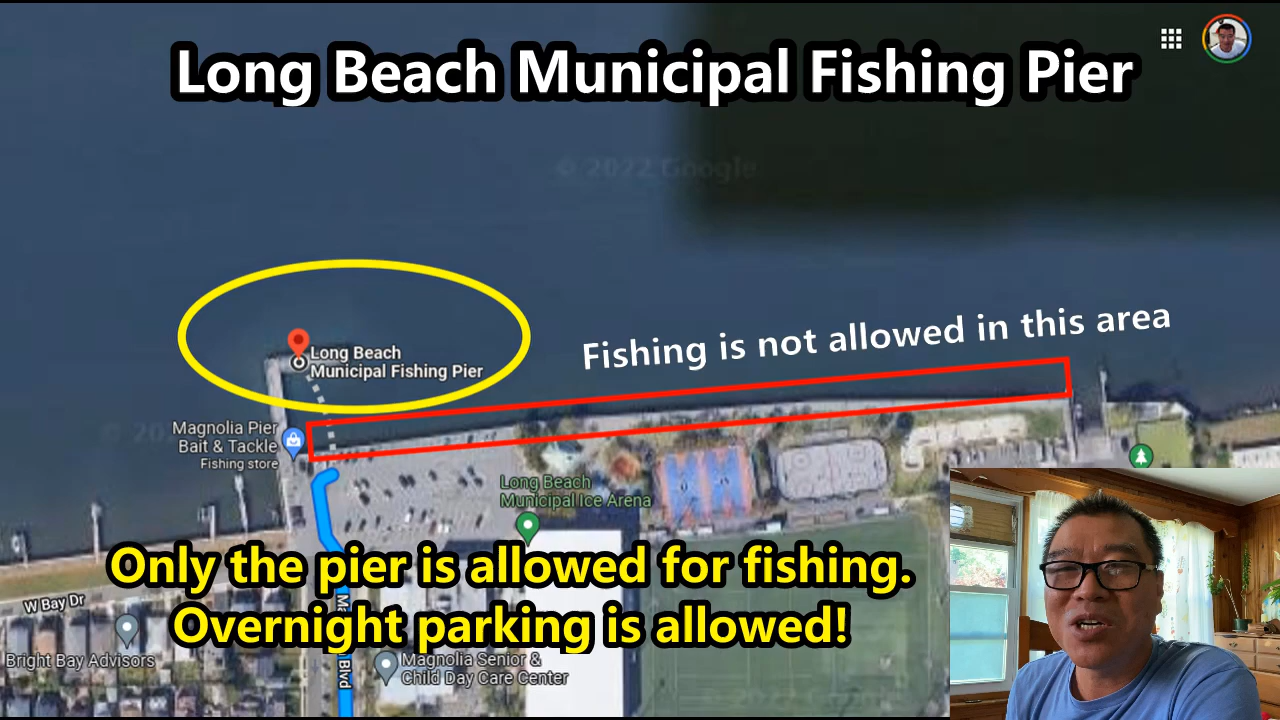 Long Beach Municipal Fishing Pier
© 2022 Google
Fishing is not allowed in this area
Long Beach
Municipal Fishing Pier
Magnolia Pier
Bait & Tackle
Fishing store
Long Beach
Municipal Ice Arena
Only the pier is allowed for fishing.
Overnight parking is allowed!
W Bay Dr
Bright Bay Advisors
Magnolia Senior &
Child Day Care Center
Blvd